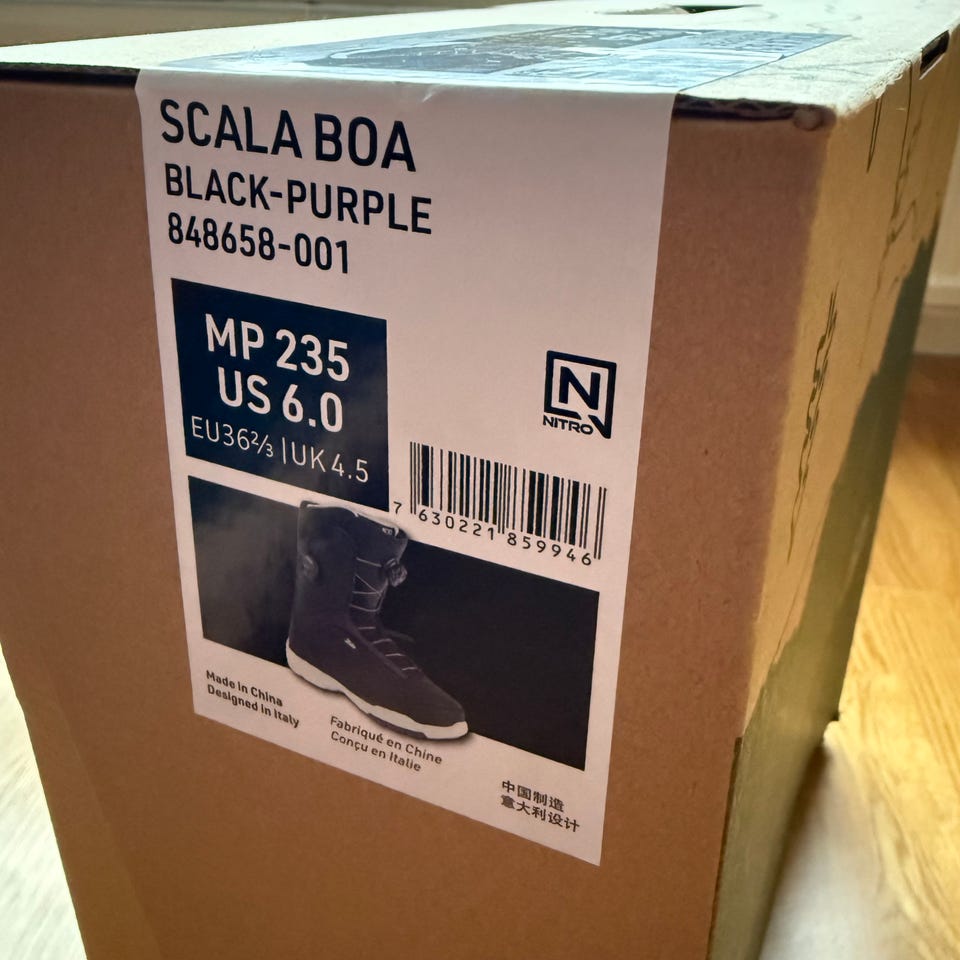 SCALA BOA
BLACK-PURPLE
848658-001
MP 235
US 6.0
EU36⅔ | UK 4.5
N
NITRO
7 630221 859946
Made in China
Designed in Italy
Fabriqué en Chine
Conçu en Italie
中国制造
意大利设计